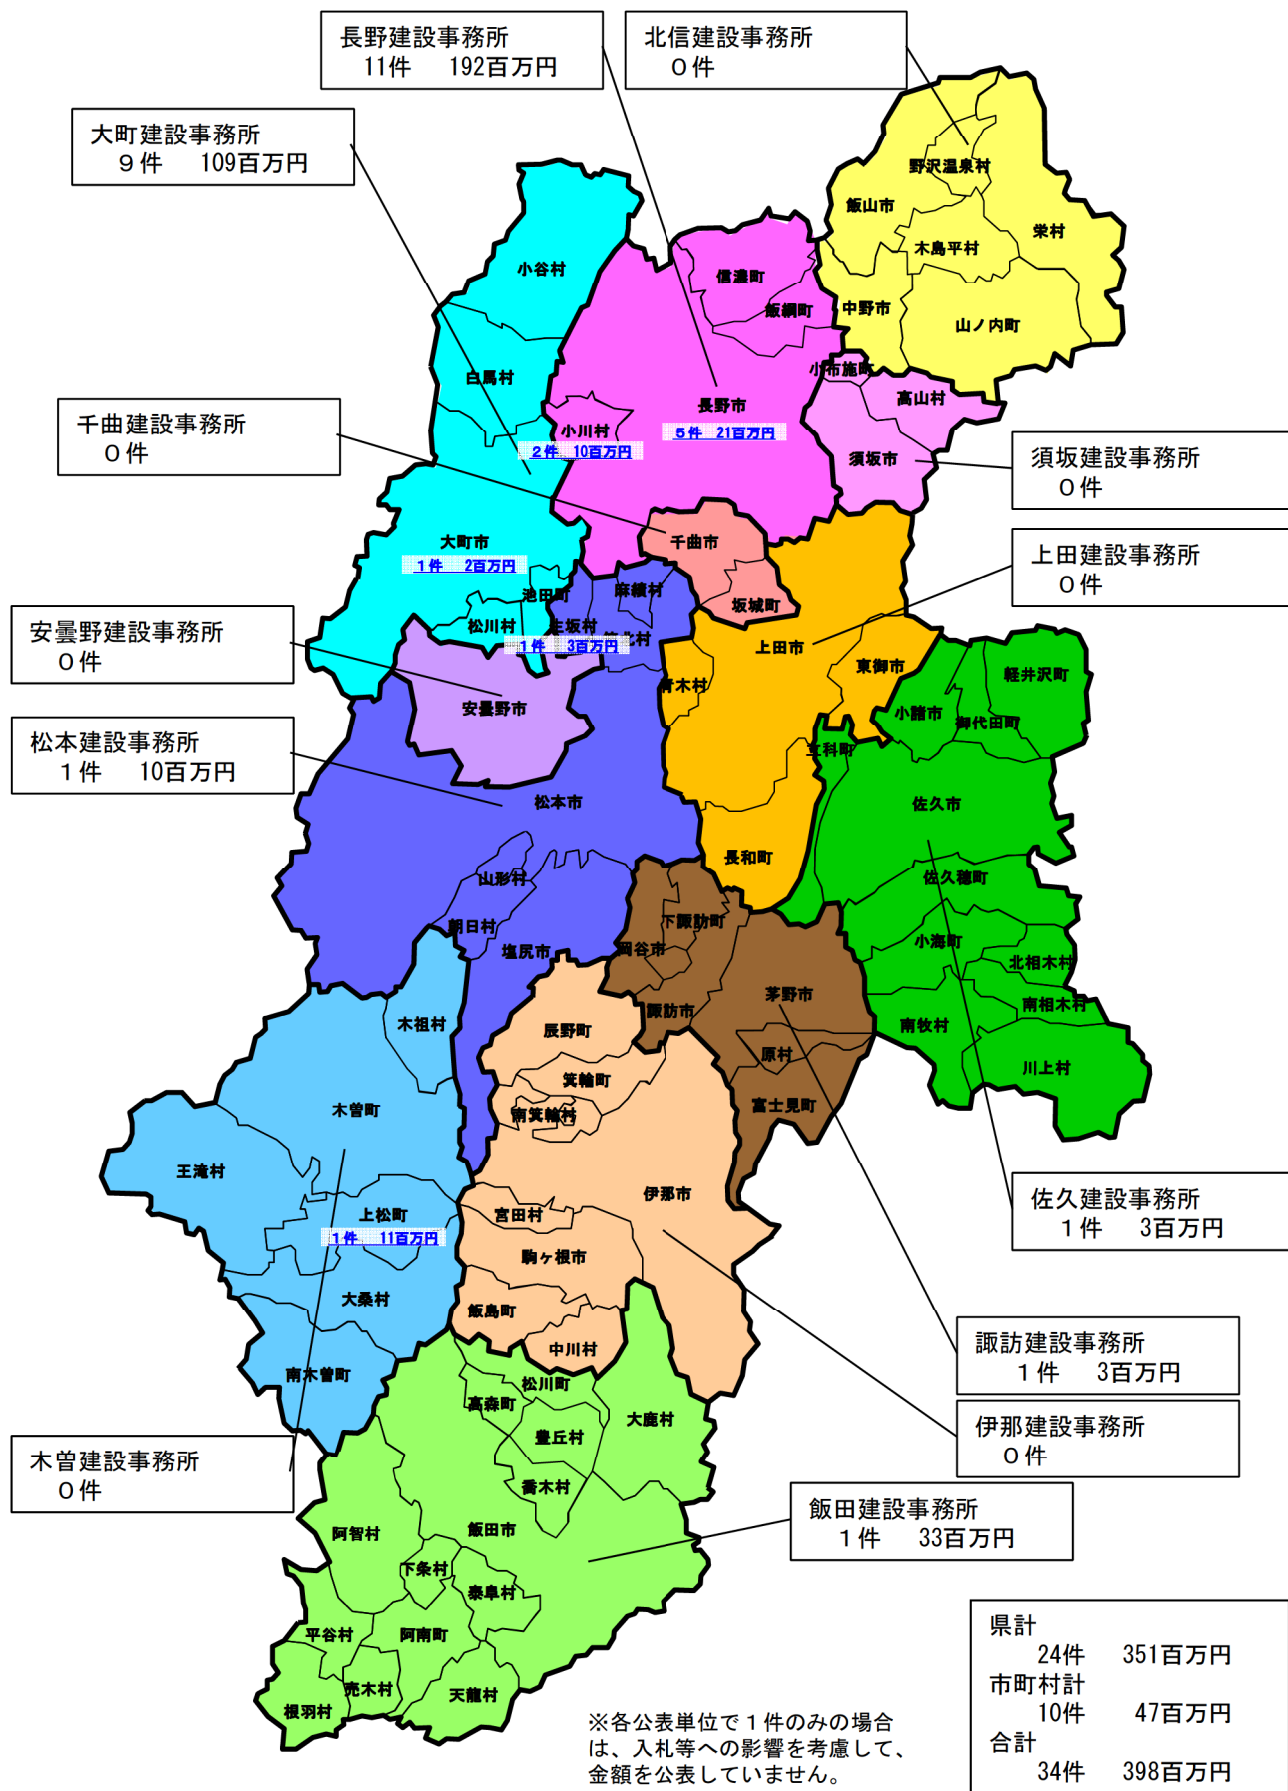 長野建設事務所
11件 192百万円
北信建設事務所
０件
大町建設事務所
９件 109百万円
野沢温泉村
飯山市
栄村
木島平村
小谷村
信濃町
飯綱町
中野市
山ノ内町
白馬村
小布施町
高山村
千曲建設事務所
０件
長野市
５件 21百万円
小川村
２件 10百万円
須坂市
須坂建設事務所
０件
大町市
１件 2百万円
千曲市
上田建設事務所
０件
池田町
麻績村
坂城町
松川村
生坂村
筑北村
１件 3百万円
安曇野建設事務所
０件
上田市
東御市
軽井沢町
青木村
安曇野市
小諸市
御代田町
松本建設事務所
１件 10百万円
立科町
松本市
佐久市
長和町
山形村
佐久穂町
下諏訪町
朝日村
岡谷市
塩尻市
小海町
北相木村
茅野市
南相木村
諏訪市
木祖村
辰野町
南牧村
原村
川上村
箕輪町
木曽町
南箕輪村
富士見町
王滝村
伊那市
佐久建設事務所
１件 3百万円
上松町
１件 11百万円
宮田村
駒ヶ根市
大桑村
飯島町
中川村
諏訪建設事務所
１件 3百万円
南木曽町
松川町
高森町
大鹿村
伊那建設事務所
０件
豊丘村
木曽建設事務所
０件
喬木村
飯田建設事務所
１件 33百万円
阿智村
飯田市
下条村
泰阜村
平谷村
阿南町
売木村
天龍村
根羽村
県計
24件 351百万円
市町村計
10件 47百万円
合計
34件 398百万円
※各公表単位で１件のみの場合
は、入札等への影響を考慮して、
金額を公表していません。